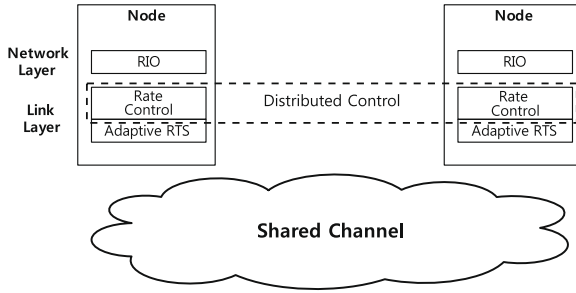 Node
Node
Network
Layer
RIO
RIO
Link
Layer
Rate
Control
Distributed Control
Rate
Control
Adaptive RTS
Adaptive RTS
Shared Channel